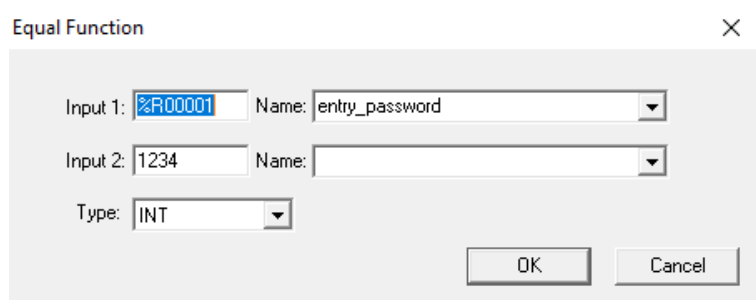 Equal Function
Input 1: %R00001 Name: entry_password
Input 2: 1234 Name:
Type: INT
OK Cancel